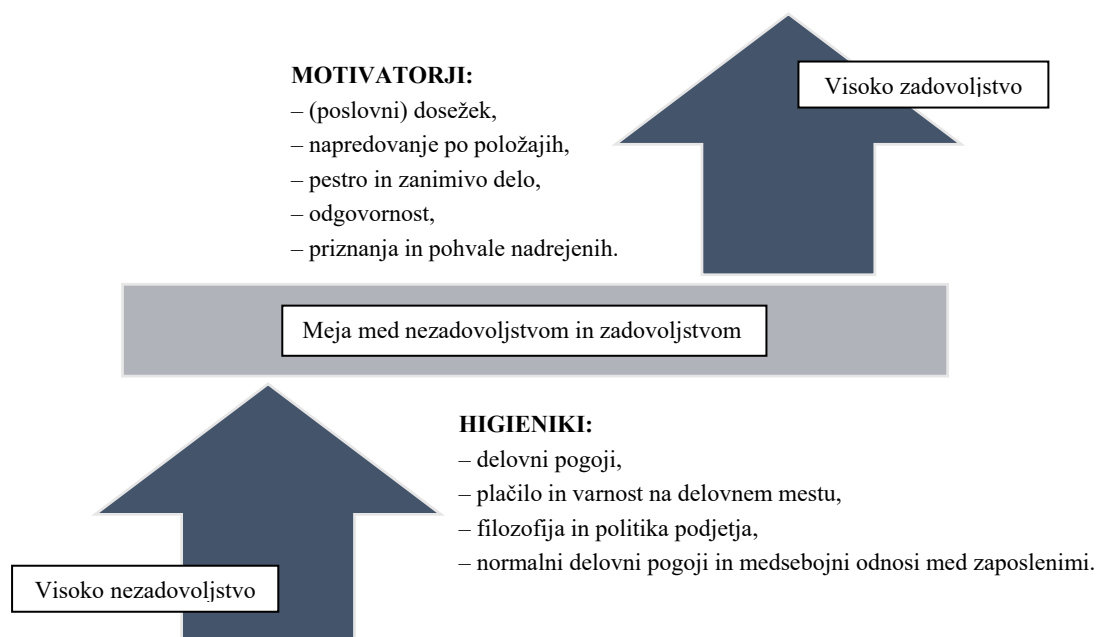 MOTIVATORJI:
– (poslovni) dosežek,
– napredovanje po položajih,
– pestro in zanimivo delo,
– odgovornost,
– priznanja in pohvale nadrejenih.
Visoko zadovoljstvo
Meja med nezadovoljstvom in zadovoljstvom
HIGIENIKI:
– delovni pogoji,
– plačilo in varnost na delovnem mestu,
– filozofija in politika podjetja,
– normalni delovni pogoji in medsebojni odnosi med zaposlenimi.
Visoko nezadovoljstvo